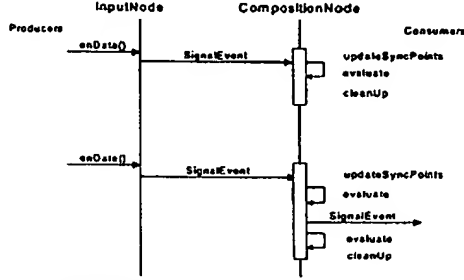 InputNode CompositionNode
Producers Consumers
onData()
SignalEvent
updateSyncPoints
evaluate
cleanUp
onData()
SignalEvent
updateSyncPoints
evaluate
SignalEvent
evaluate
cleanUp